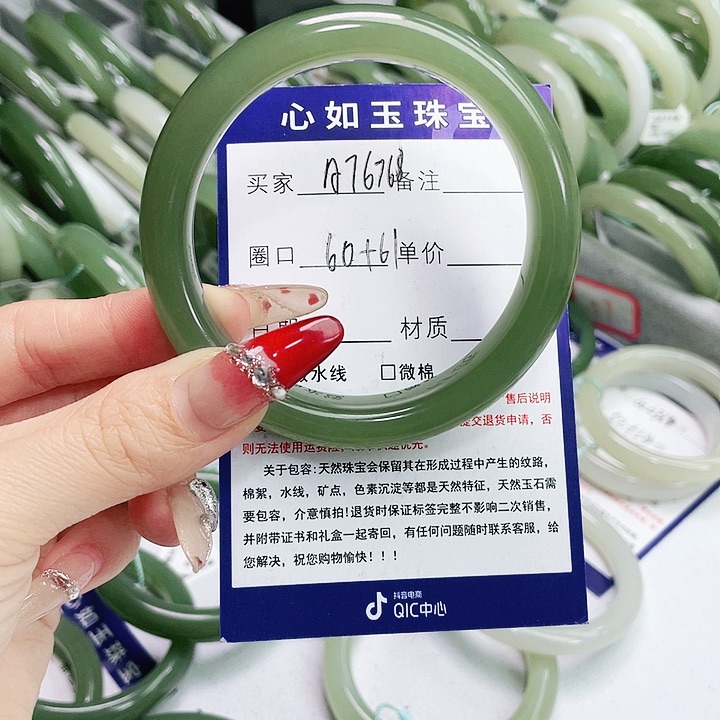 心如玉珠宝
买家 A76768 备注
圈口 60+61 单价
材质
水线 □微棉
售后说明
提交退货申请，否
则无法使用运费险
关于包容:天然珠宝会保留其在形成过程中产生的纹路，
棉絮，水线，矿点，色素沉淀等都是天然特征，天然玉石需
要包容，介意慎拍!退货时保证标签完整不影响二次销售，
并附带证书和礼盒一起寄回，有任何问题随时联系客服，给
您解决，祝您购物愉快！！！
抖音电商
QIC中心
心如玉珠宝